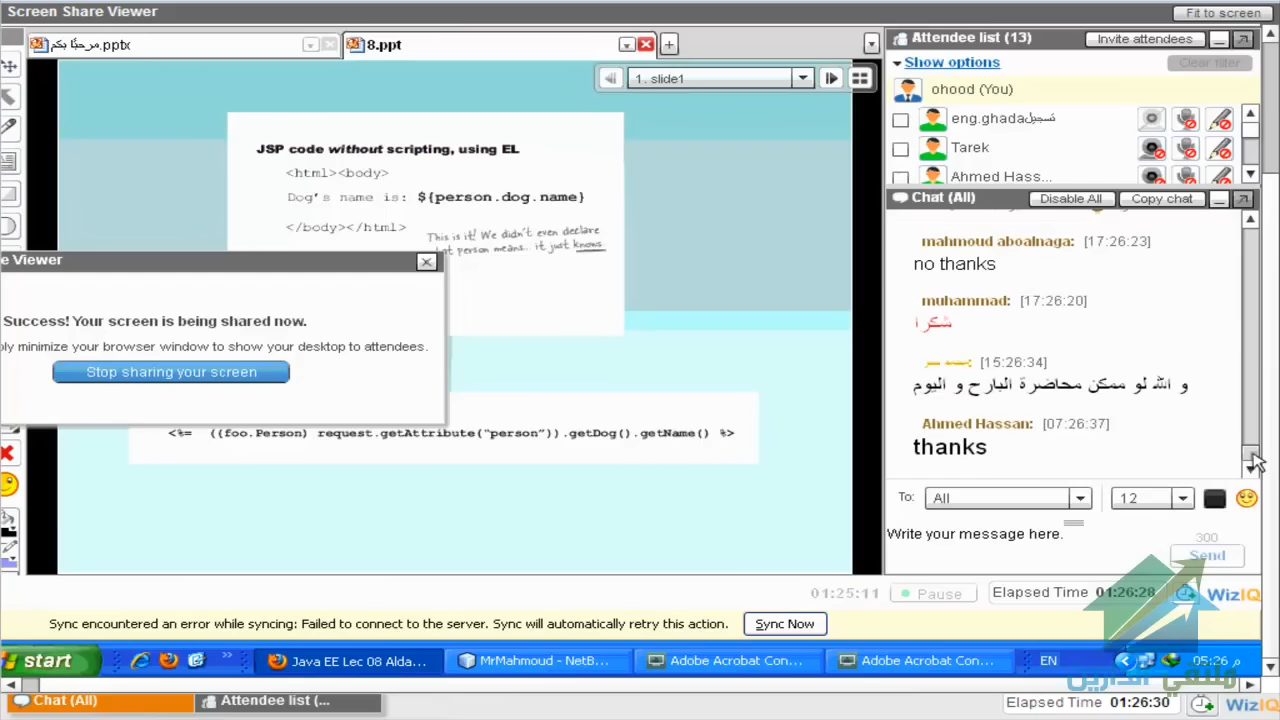 Screen Share Viewer
Fit to screen
مرحبًا بكم.pptx
8.ppt
Attendee list (13)
Invite attendees
Show options
Clear filter
1. slide1
ohood (You)
eng.ghadaتسجيل
Tarek
Ahmed Hass...
JSP code without scripting, using EL
<html><body>
Dog's name is: ${person.dog.name}
</body></html>
This is it! We didn't even declare
person means... it just knows
Chat (All)
Disable All
Copy chat
mahmoud aboalnaga: [17:26:23]
no thanks
muhammad: [17:26:20]
شكرا
[15:26:34]
و الله لو ممكن محاضرة البارح و اليوم
Ahmed Hassan: [07:26:37]
thanks
e Viewer
Success! Your screen is being shared now.
ply minimize your browser window to show your desktop to attendees.
Stop sharing your screen
<%= ((foo.Person) request.getAttribute("person")).getDog().getName() %>
To:
All
12
Write your message here.
300
Send
01:25:11
Pause
Elapsed Time 01:26:28
WizIQ
Sync encountered an error while syncing: Failed to connect to the server. Sync will automatically retry this action.
Sync Now
start
Java EE Lec 08 Alda...
MrMahmoud - NetB...
Adobe Acrobat Con...
Adobe Acrobat Con...
EN
05:26 م
ملتقي الدارين
Chat (All)
Attendee list (...
Elapsed Time 01:26:30
WizIQ